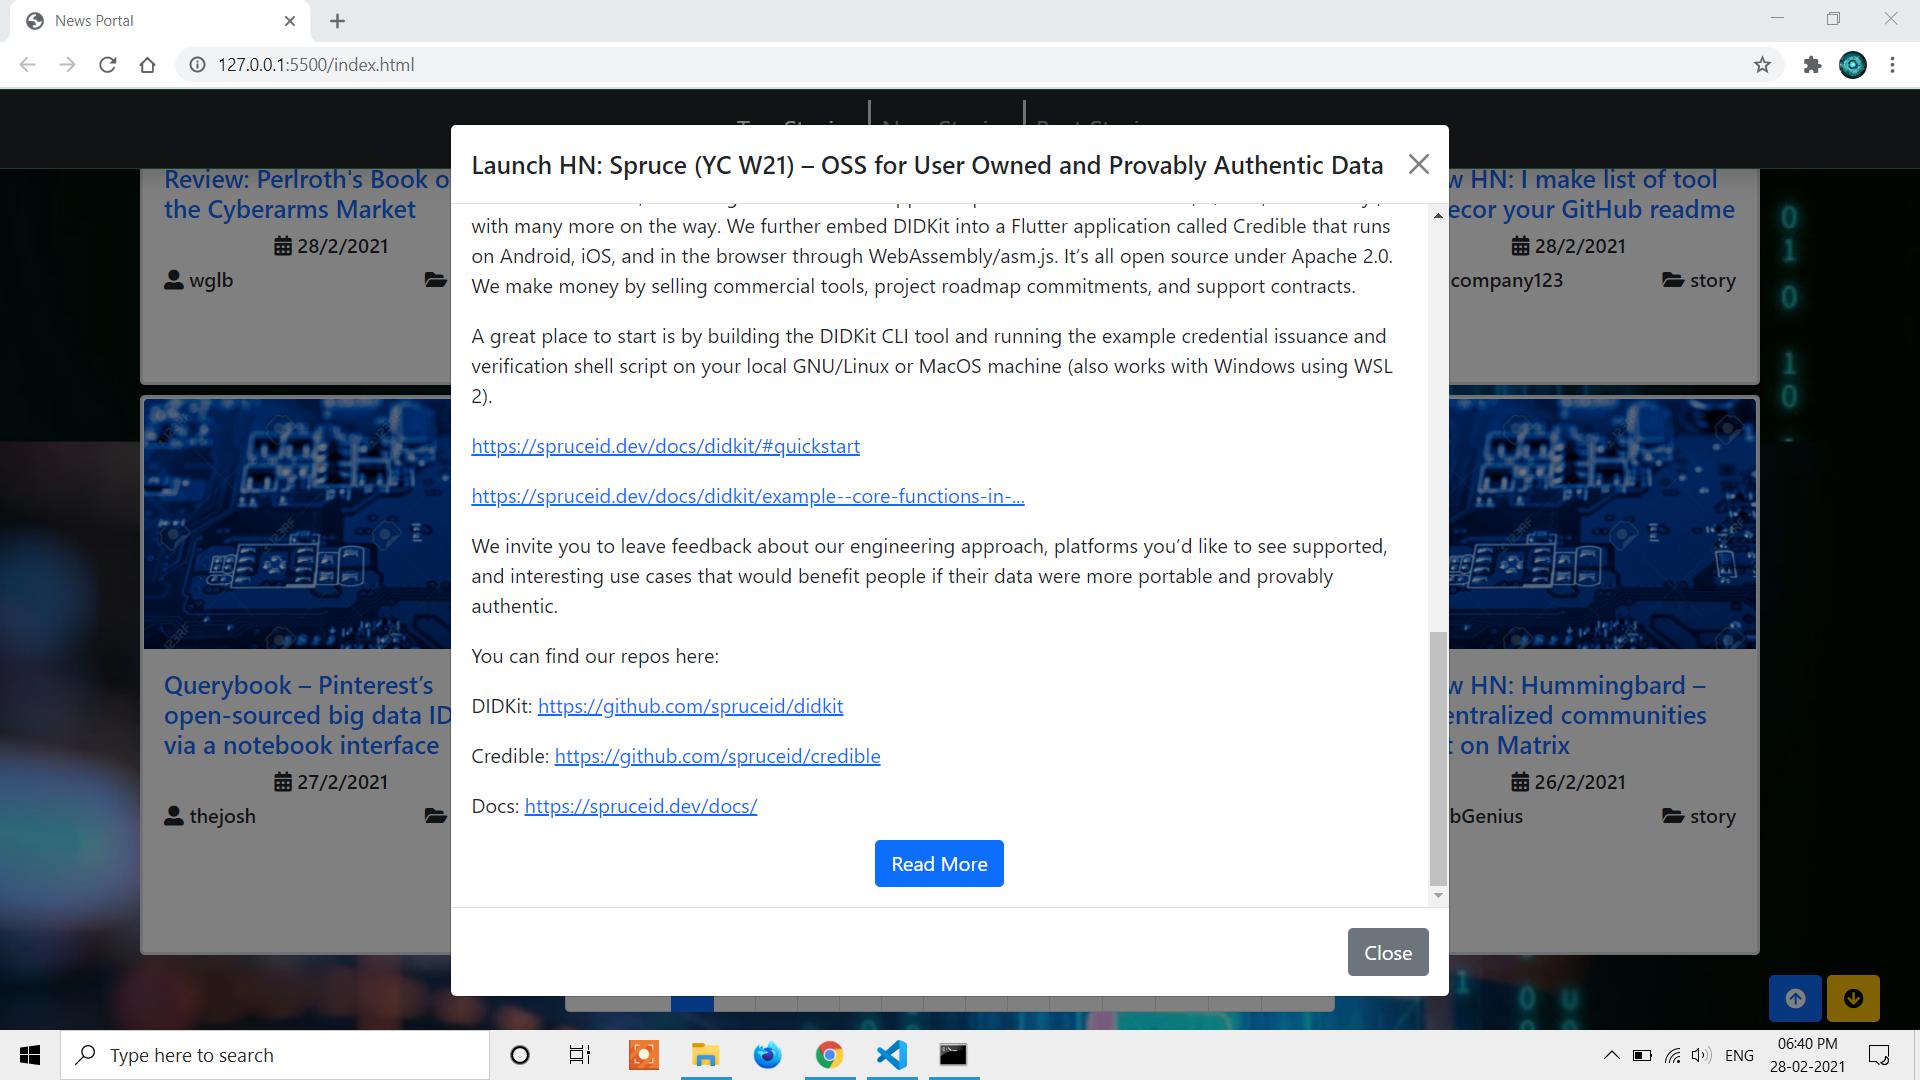 News Portal
127.0.0.1:5500/index.html
Launch HN: Spruce (YC W21) – OSS for User Owned and Provably Authentic Data
with many more on the way. We further embed DIDKit into a Flutter application called Credible that runs
on Android, iOS, and in the browser through WebAssembly/asm.js. It’s all open source under Apache 2.0.
We make money by selling commercial tools, project roadmap commitments, and support contracts.
A great place to start is by building the DIDKit CLI tool and running the example credential issuance and
verification shell script on your local GNU/Linux or MacOS machine (also works with Windows using WSL
2).
https://spruceid.dev/docs/didkit/#quickstart
https://spruceid.dev/docs/didkit/example--core-functions-in-...
We invite you to leave feedback about our engineering approach, platforms you’d like to see supported,
and interesting use cases that would benefit people if their data were more portable and provably
authentic.
You can find our repos here:
DIDKit: https://github.com/spruceid/didkit
Credible: https://github.com/spruceid/credible
Docs: https://spruceid.dev/docs/
Read More
Close
Review: Perlroth's Book o
the Cyberarms Market
28/2/2021
wglb
Querybook – Pinterest’s
open-sourced big data ID
via a notebook interface
27/2/2021
thejosh
w HN: I make list of tool
ecor your GitHub readme
28/2/2021
company123 story
w HN: Hummingbard –
entralized communities
t on Matrix
26/2/2021
bGenius story
Type here to search
ENG
06:40 PM
28-02-2021